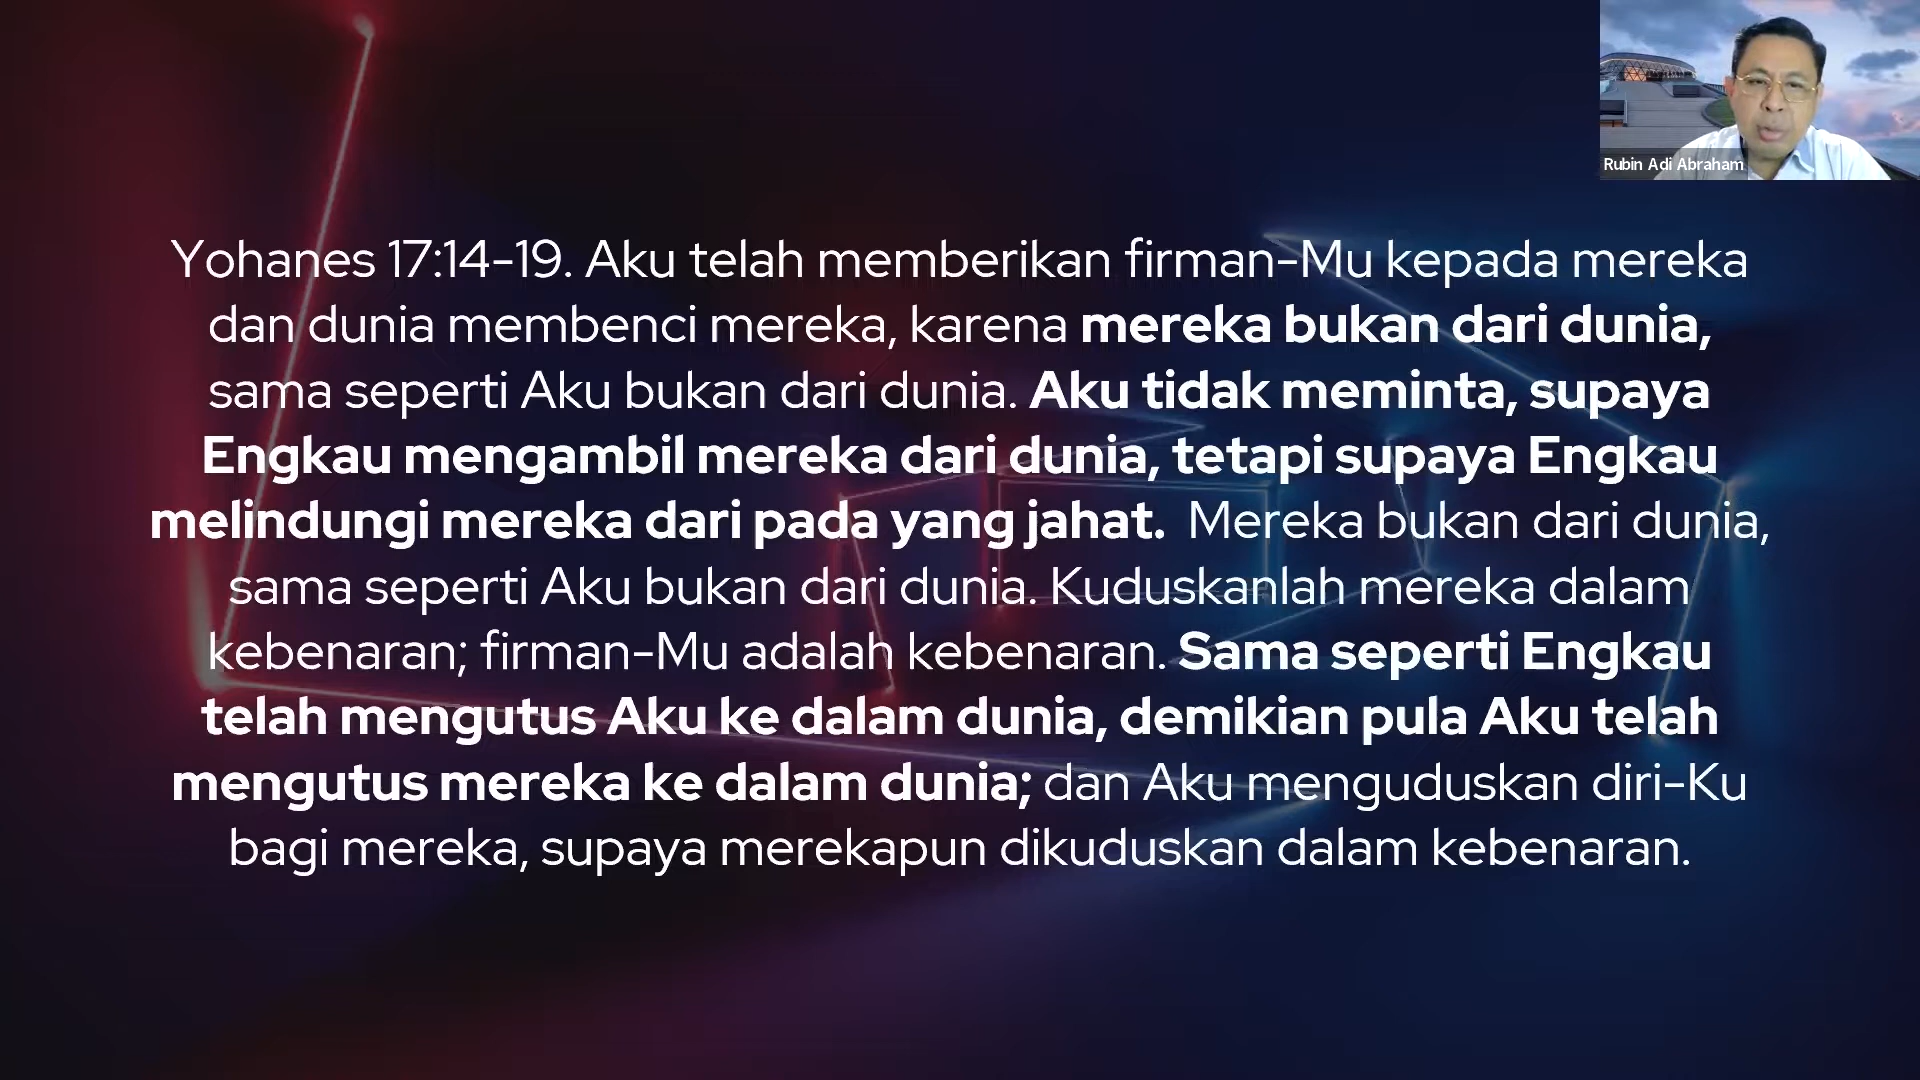 Rubin Adi Abraham
Yohanes 17:14-19. Aku telah memberikan firman-Mu kepada mereka
dan dunia membenci mereka, karena mereka bukan dari dunia,
sama seperti Aku bukan dari dunia. Aku tidak meminta, supaya
Engkau mengambil mereka dari dunia, tetapi supaya Engkau
melindungi mereka dari pada yang jahat.  Mereka bukan dari dunia,
sama seperti Aku bukan dari dunia. Kuduskanlah mereka dalam
kebenaran; firman-Mu adalah kebenaran. Sama seperti Engkau
telah mengutus Aku ke dalam dunia, demikian pula Aku telah
mengutus mereka ke dalam dunia; dan Aku menguduskan diri-Ku
bagi mereka, supaya merekapun dikuduskan dalam kebenaran.